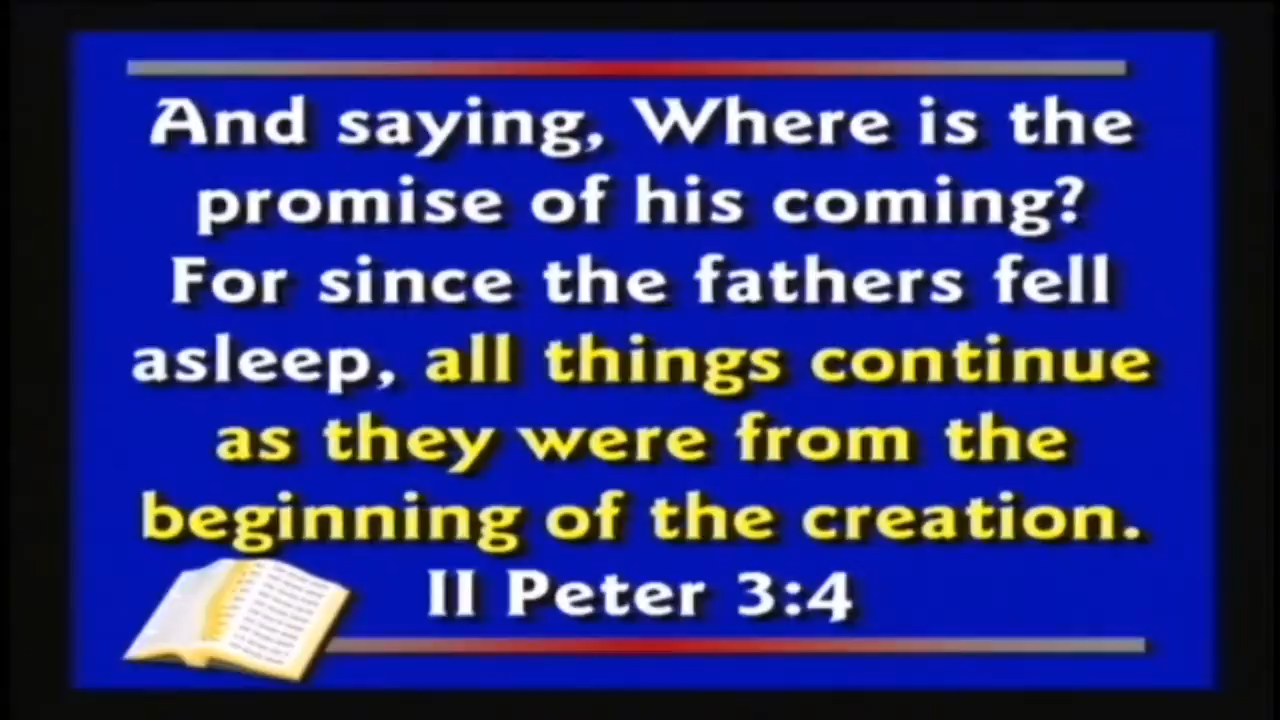 And saying, Where is the
promise of his coming?
For since the fathers fell
asleep, all things continue
as they were from the
beginning of the creation.
II Peter 3:4